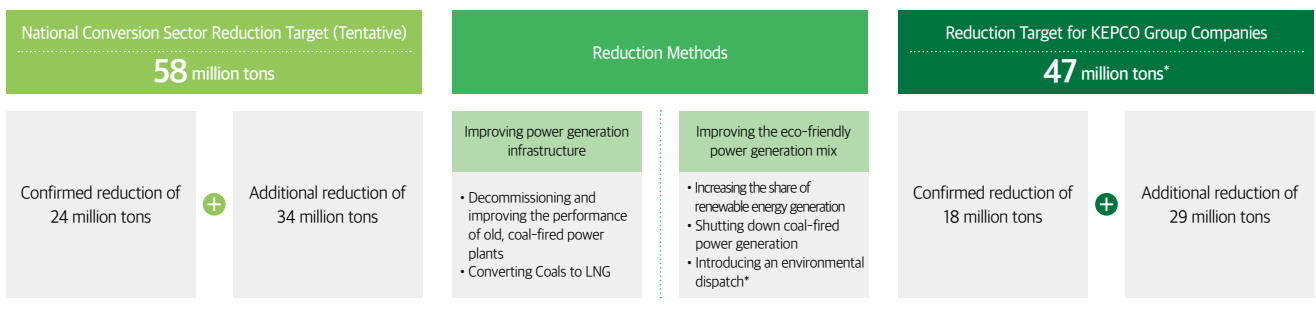 National Conversion Sector Reduction Target (Tentative)
58 million tons
Confirmed reduction of
24 million tons
+
Additional reduction of
34 million tons
Reduction Methods
Improving power generation
infrastructure
• Decommissioning and
improving the performance
of old, coal-fired power
plants
• Converting Coals to LNG
Improving the eco-friendly
power generation mix
• Increasing the share of
renewable energy generation
• Shutting down coal-fired
power generation
• Introducing an environmental
dispatch*
Reduction Target for KEPCO Group Companies
47 million tons*
Confirmed reduction of
18 million tons
+
Additional reduction of
29 million tons